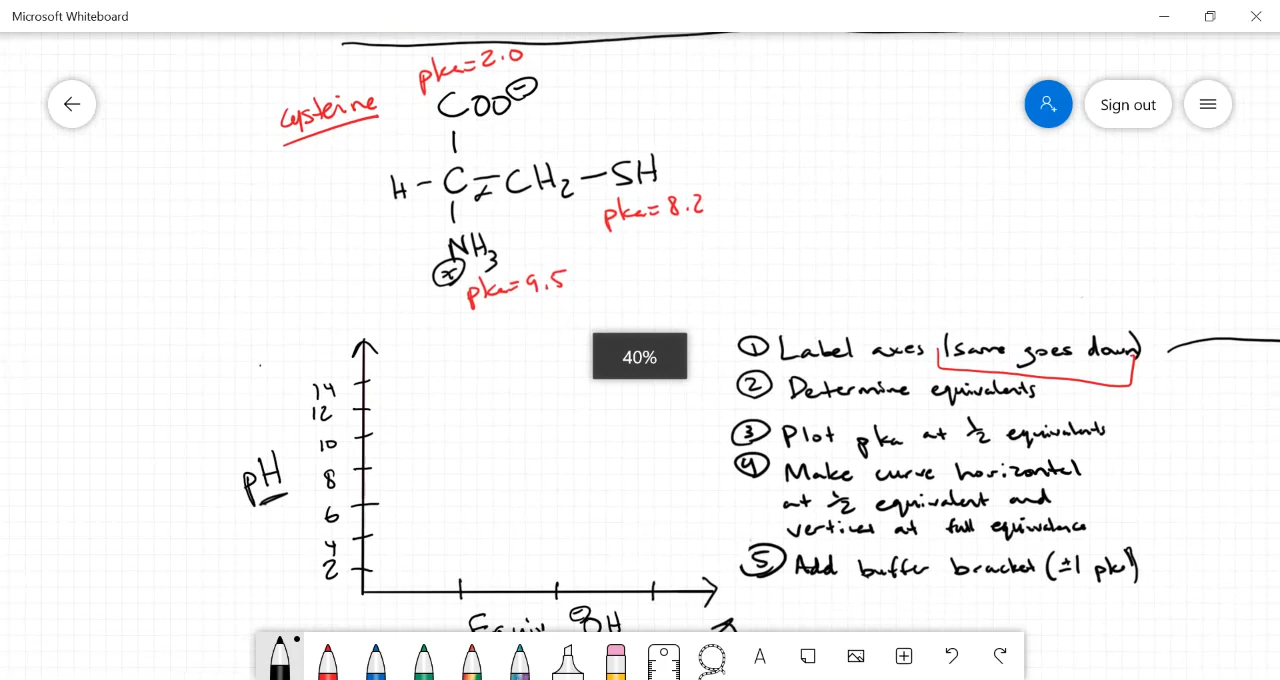 Microsoft Whiteboard
pka=2.0
cysteine
COO⊖
H-C-CH2-SH
α
pka=8.2
NH3
⊕
pka=9.5
Sign out
40%
① Label axes (same goes down)
② Determine equivalents
③ Plot pka at ½ equivalents
④ Make curve horizontal
at ½ equivalent and
vertical at full equivalence
⑤ Add buffer bracket (±1 pk)
pH
14
12
10
8
6
4
2
Equiv ⊖OH
A